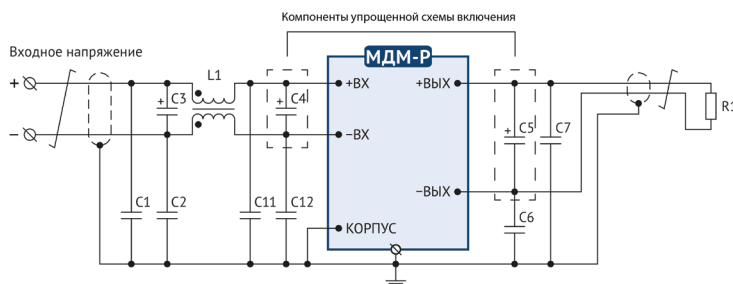 Компоненты упрощенной схемы включения
Входное напряжение
МДМ-Р
L1
+
+ВХ
+ВЫХ
+ C3
+ C4
R1
–
–ВХ
+ C5
C7
–ВЫХ
C1
C2
C11
C12
C6
КОРПУС